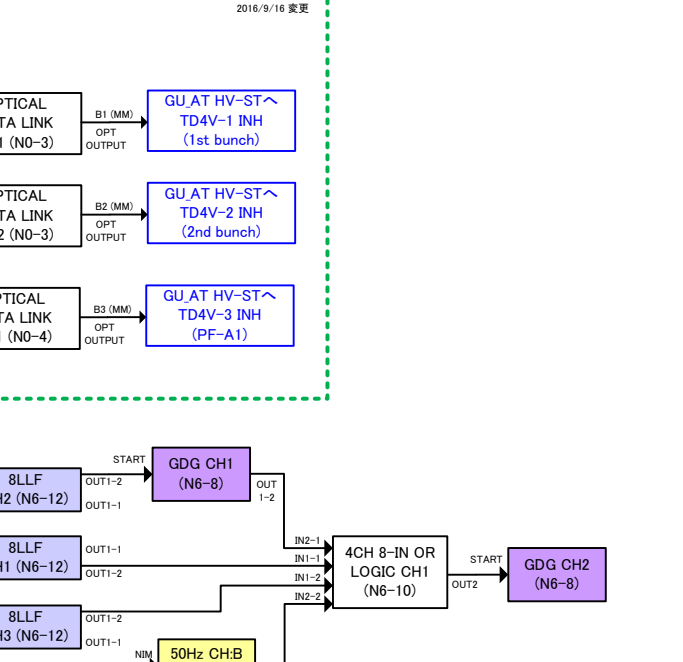 2016/9/16 変更
PTICAL
TA LINK
1 (N0-3)
B1 (MM)
OPT
OUTPUT
GU_AT HV-STへ
TD4V-1 INH
(1st bunch)
PTICAL
TA LINK
2 (N0-3)
B2 (MM)
OPT
OUTPUT
GU_AT HV-STへ
TD4V-2 INH
(2nd bunch)
PTICAL
TA LINK
(N0-4)
B3 (MM)
OPT
OUTPUT
GU_AT HV-STへ
TD4V-3 INH
(PF-A1)
8LLF
H2 (N6-12)
OUT1-2
OUT1-1
START
GDG CH1
(N6-8)
OUT
1-2
8LLF
H1 (N6-12)
OUT1-1
OUT1-2
IN2-1
IN1-1
IN1-2
IN2-2
4CH 8-IN OR
LOGIC CH1
(N6-10)
OUT2
START
GDG CH2
(N6-8)
8LLF
H3 (N6-12)
OUT1-2
OUT1-1
NIM
50Hz CH:B